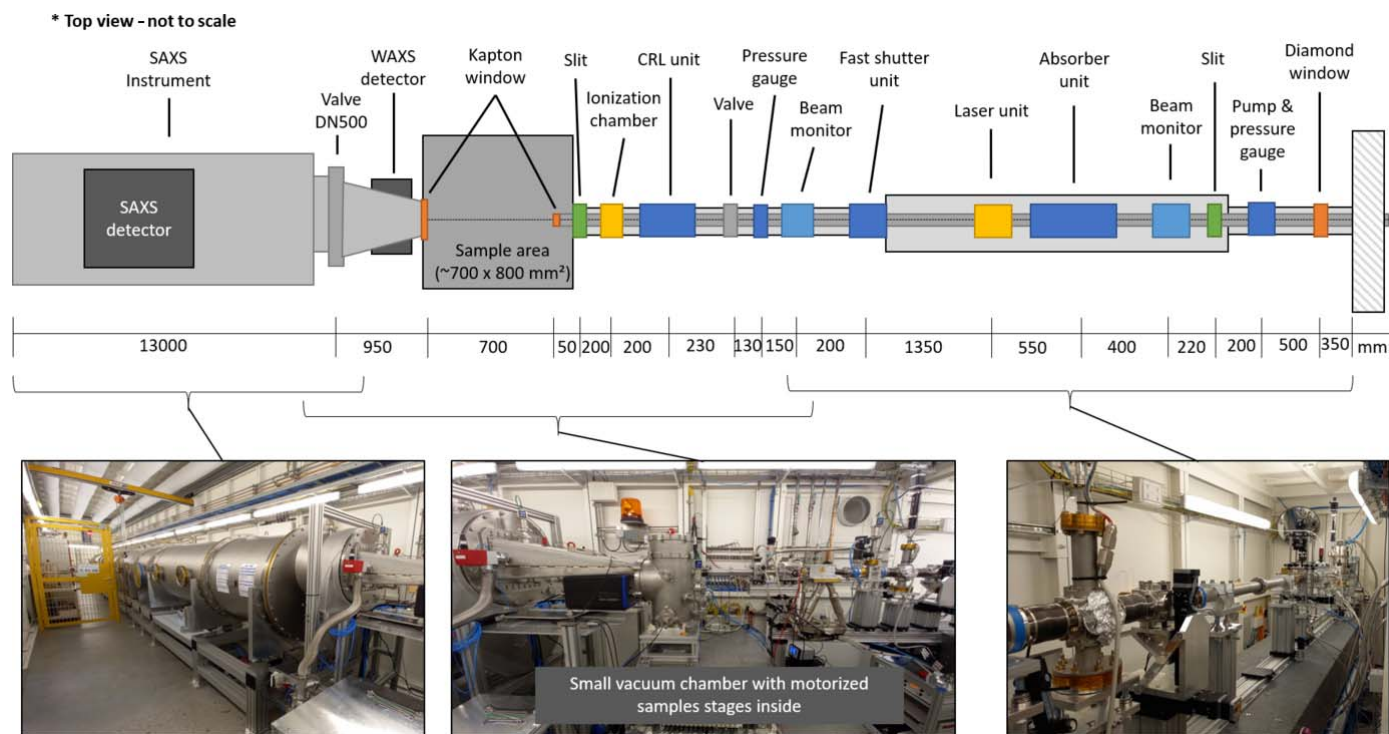 * Top view – not to scale
SAXS
Instrument
Valve
DN500
WAXS
detector
Kapton
window
Slit
Ionization
chamber
CRL unit
Valve
Pressure
gauge
Beam
monitor
Fast shutter
unit
Laser unit
Absorber
unit
Beam
monitor
Slit
Pump &
pressure
gauge
Diamond
window
SAXS
detector
Sample area
(~700 x 800 mm²)
13000
950
700
50
200
200
230
130
150
200
1350
550
400
220
200
500
350
mm
Small vacuum chamber with motorized
samples stages inside